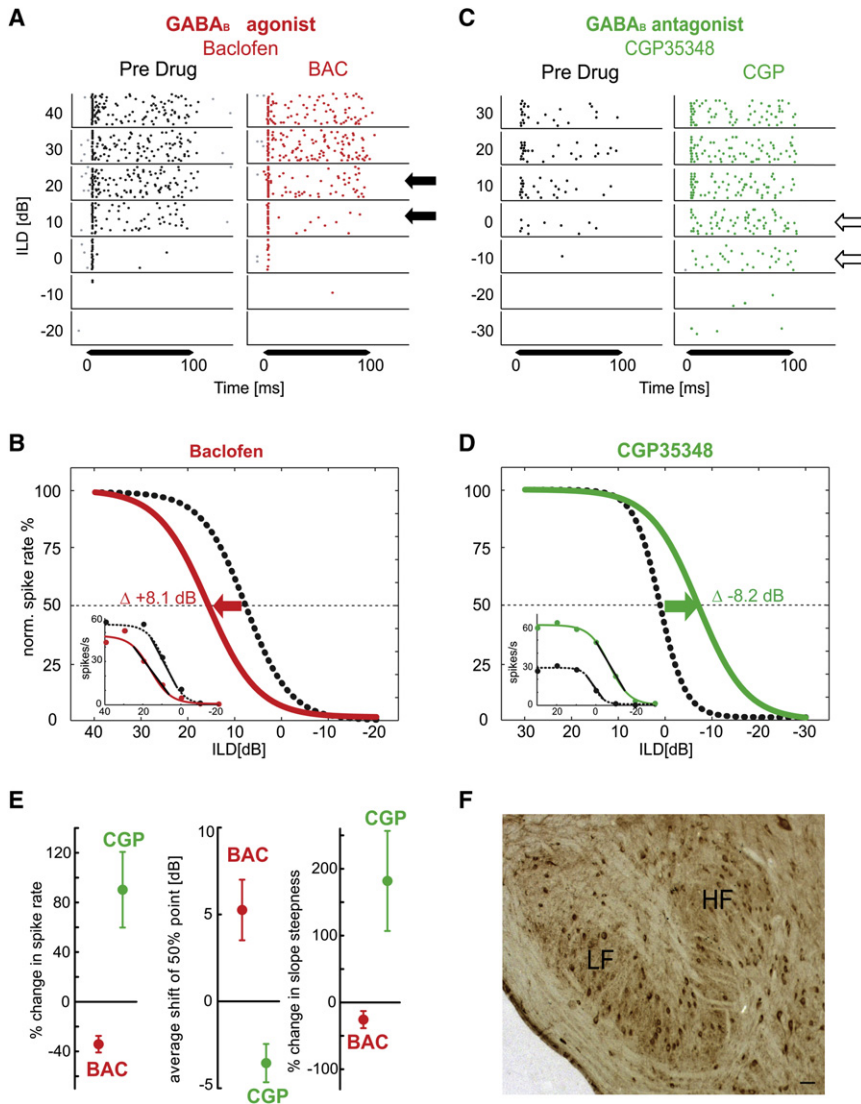 A
GABAB agonist
Baclofen
Pre Drug
BAC
ILD [dB]
40
30
20
10
0
-10
-20
0
100
0
100
Time [ms]
C
GABAB antagonist
CGP35348
Pre Drug
CGP
30
20
10
0
-10
-20
-30
0
100
0
100
Time [ms]
B
Baclofen
norm. spike rate %
100
75
50
25
0
Δ +8.1 dB
spikes/s
60
30
0
40
20
0
-20
40
30
20
10
0
-10
-20
ILD[dB]
D
CGP35348
100
75
50
25
0
Δ -8.2 dB
spikes/s
60
30
0
20
0
-20
30
20
10
0
-10
-20
-30
ILD[dB]
E
% change in spike rate
120
80
40
0
-40
CGP
BAC
average shift of 50% point [dB]
10
5
0
-5
BAC
CGP
% change in slope steepness
200
100
0
-100
CGP
BAC
F
HF
LF